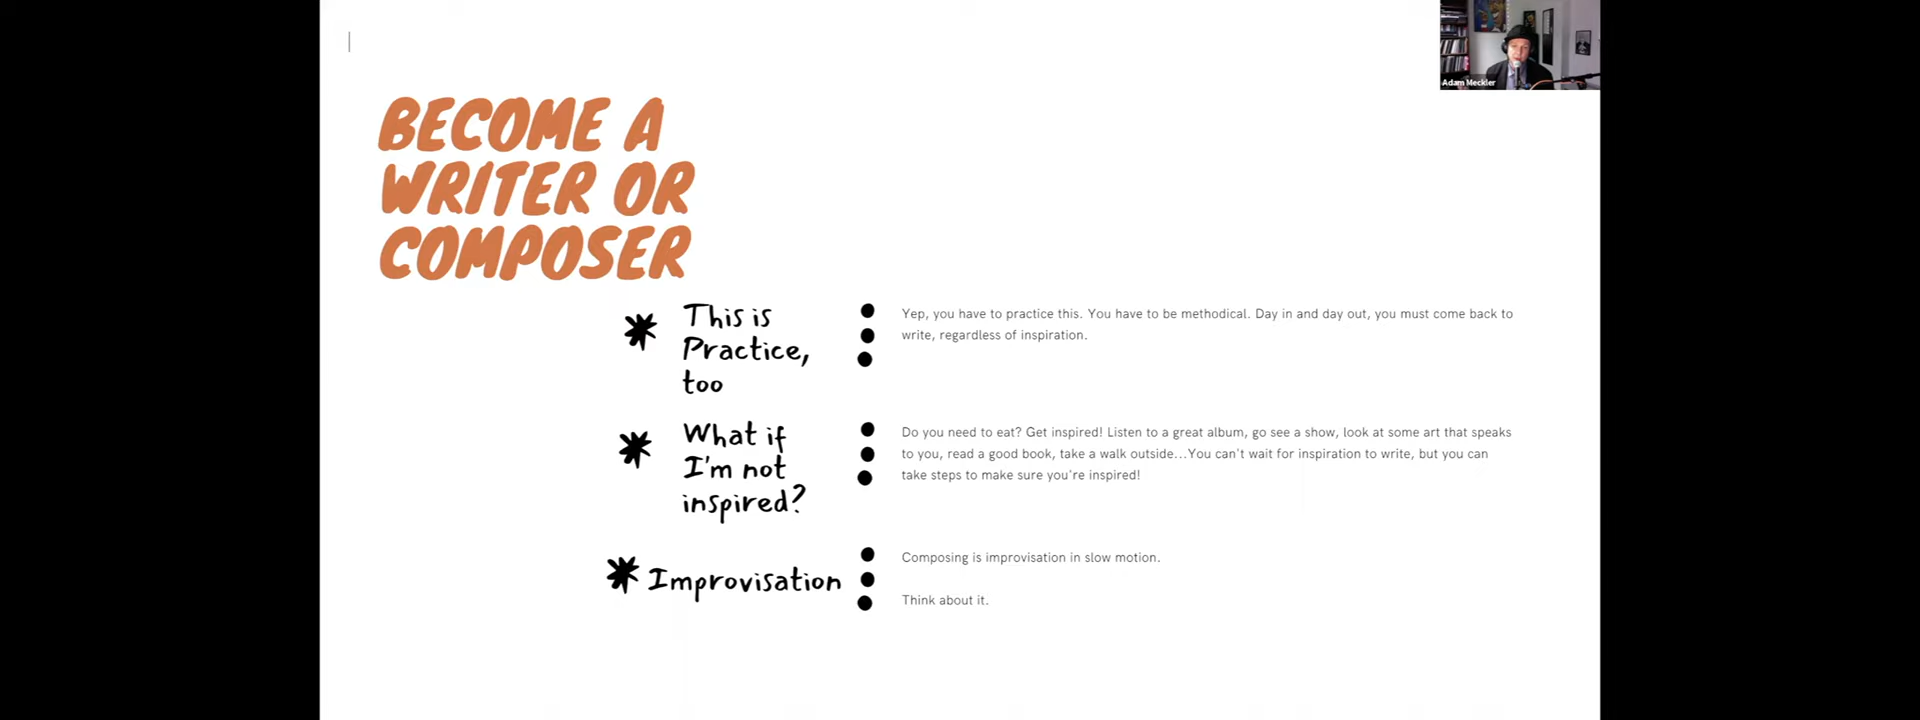 Adam Meckler
BECOME A
WRITER OR
COMPOSER
This is
Practice,
too
Yep, you have to practice this. You have to be methodical. Day in and day out, you must come back to
write, regardless of inspiration.
What if
I'm not
inspired?
Do you need to eat? Get inspired! Listen to a great album, go see a show, look at some art that speaks
to you, read a good book, take a walk outside...You can't wait for inspiration to write, but you can
take steps to make sure you're inspired!
Improvisation
Composing is improvisation in slow motion.
Think about it.